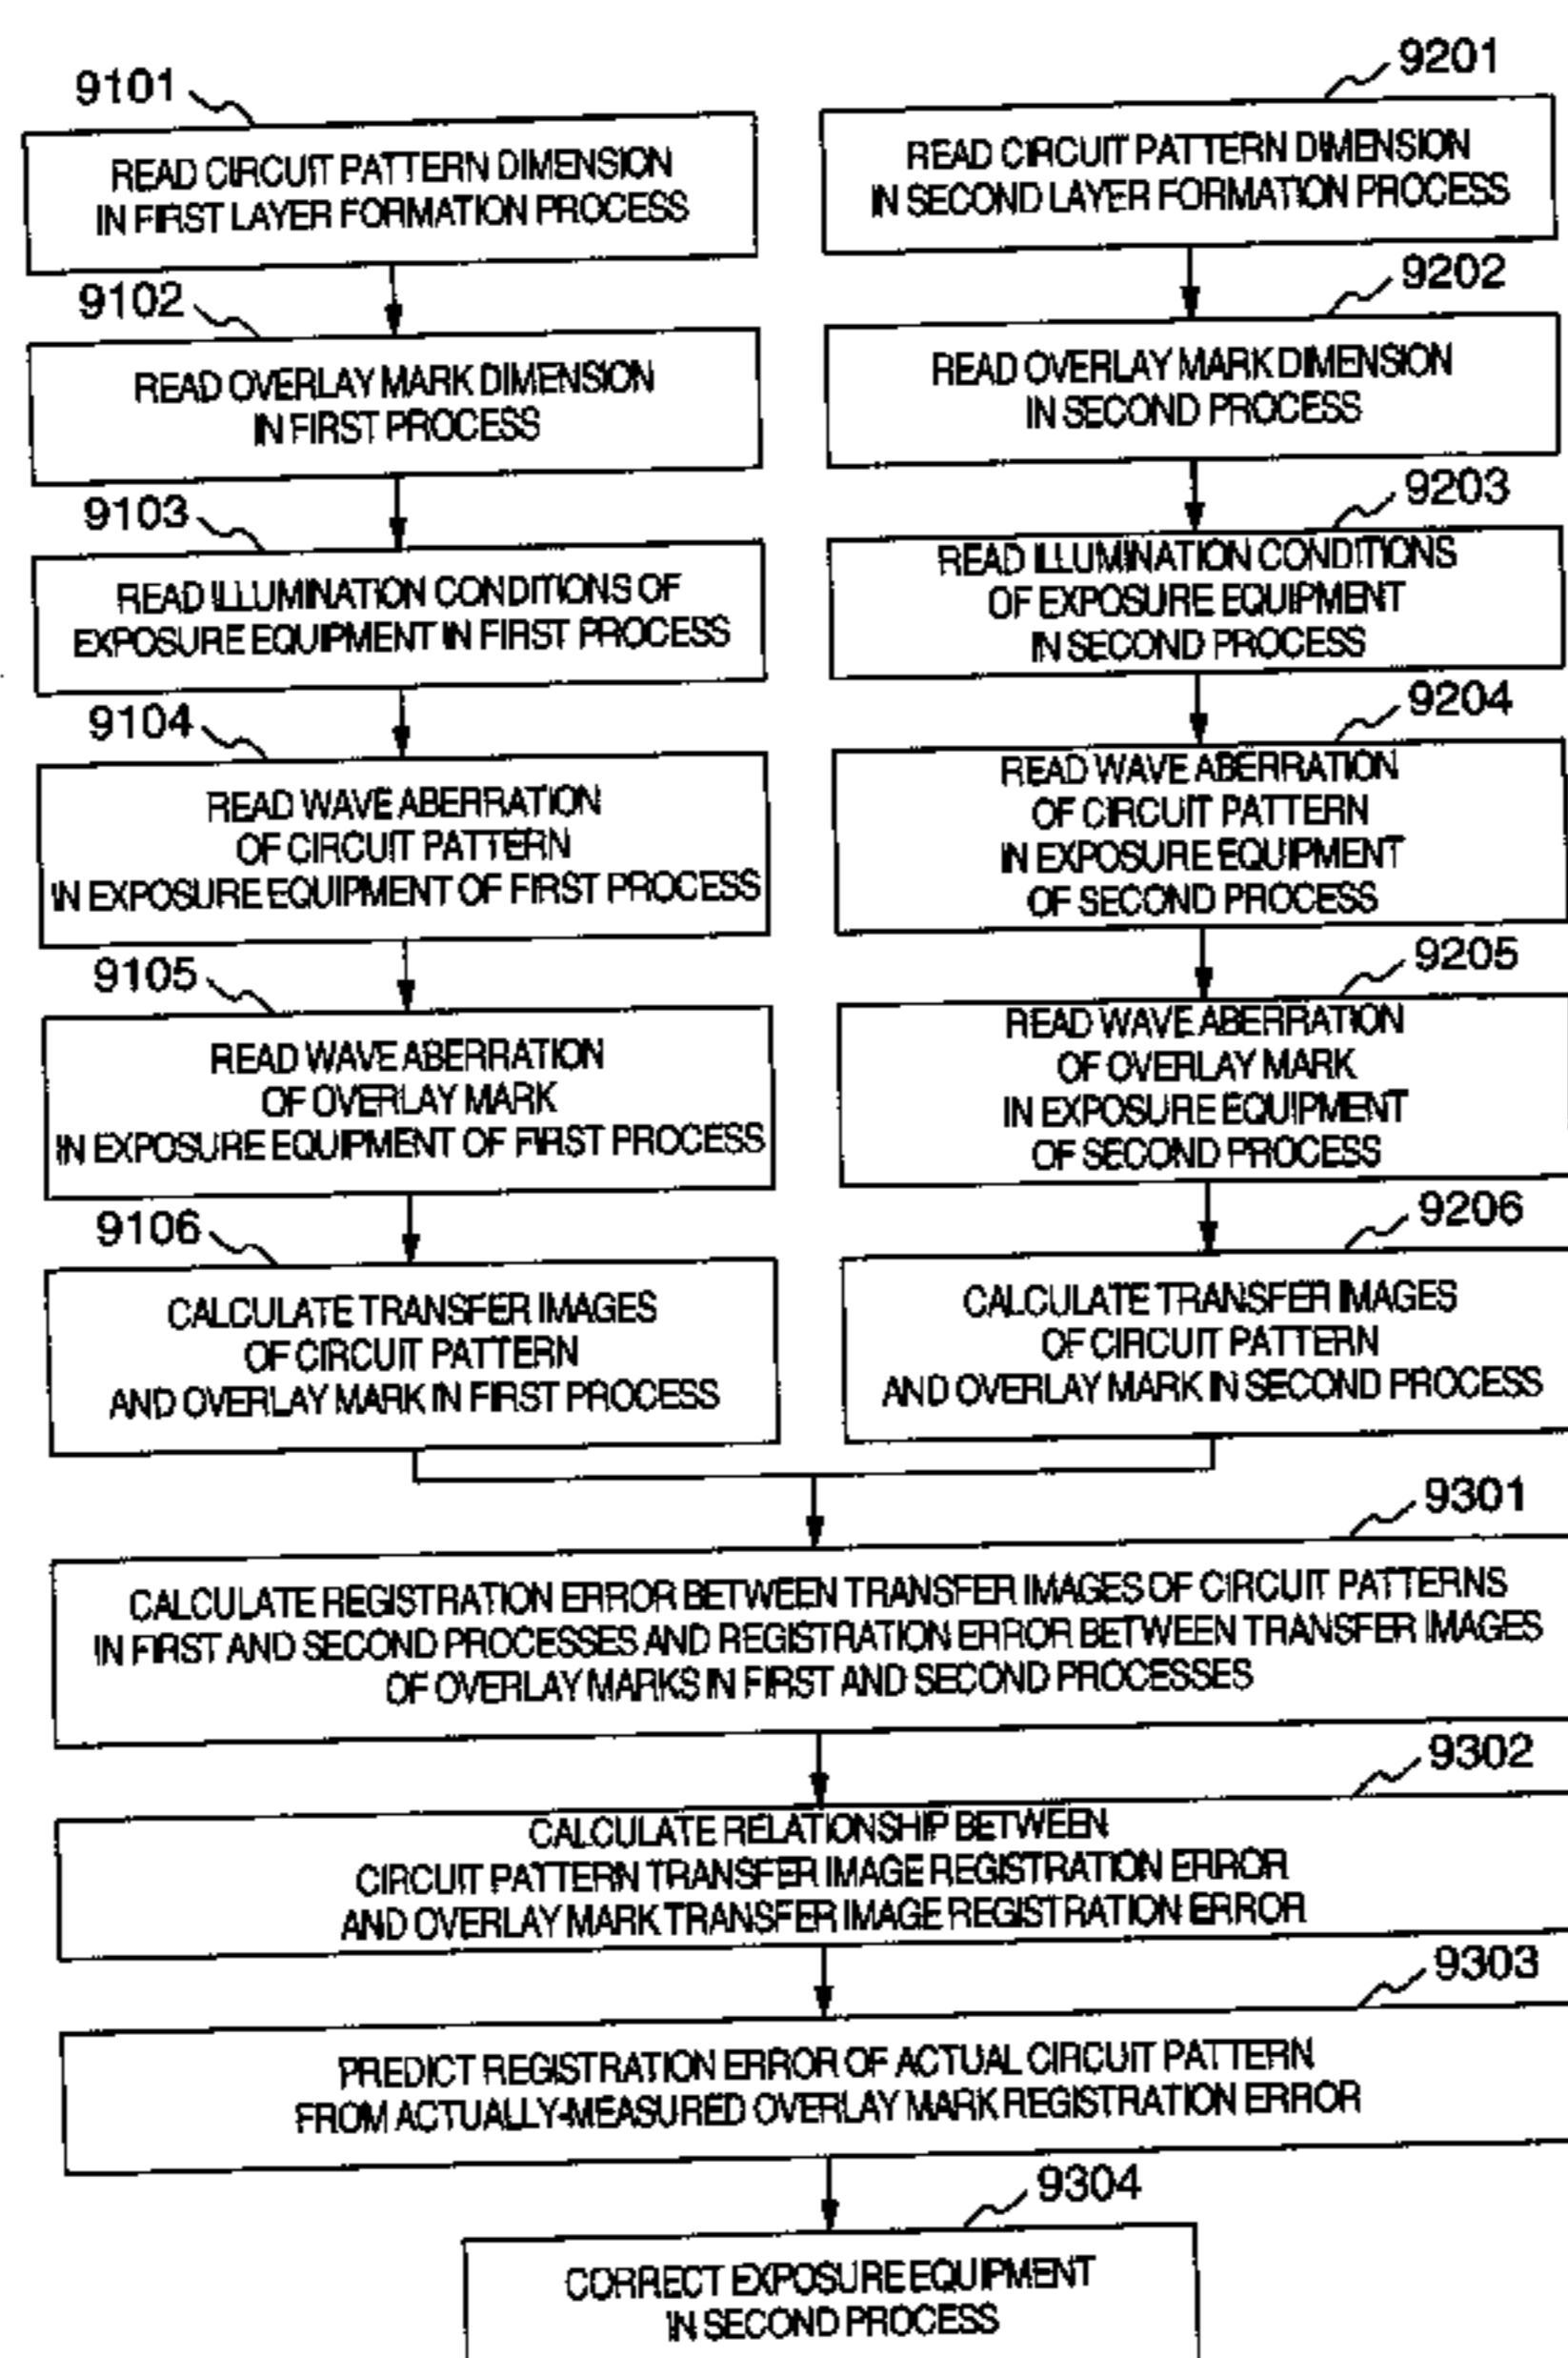 9101
READ CIRCUIT PATTERN DIMENSION
IN FIRST LAYER FORMATION PROCESS
9102
READ OVERLAY MARK DIMENSION
IN FIRST PROCESS
9103
READ ILLUMINATION CONDITIONS OF
EXPOSURE EQUIPMENT IN FIRST PROCESS
9104
READ WAVE ABERRATION
OF CIRCUIT PATTERN
IN EXPOSURE EQUIPMENT OF FIRST PROCESS
9105
READ WAVE ABERRATION
OF OVERLAY MARK
IN EXPOSURE EQUIPMENT OF FIRST PROCESS
9106
CALCULATE TRANSFER IMAGES
OF CIRCUIT PATTERN
AND OVERLAY MARK IN FIRST PROCESS
9201
READ CIRCUIT PATTERN DIMENSION
IN SECOND LAYER FORMATION PROCESS
9202
READ OVERLAY MARK DIMENSION
IN SECOND PROCESS
9203
READ ILLUMINATION CONDITIONS
OF EXPOSURE EQUIPMENT
IN SECOND PROCESS
9204
READ WAVE ABERRATION
OF CIRCUIT PATTERN
IN EXPOSURE EQUIPMENT
OF SECOND PROCESS
9205
READ WAVE ABERRATION
OF OVERLAY MARK
IN EXPOSURE EQUIPMENT
OF SECOND PROCESS
9206
CALCULATE TRANSFER IMAGES
OF CIRCUIT PATTERN
AND OVERLAY MARK IN SECOND PROCESS
9301
CALCULATE REGISTRATION ERROR BETWEEN TRANSFER IMAGES OF CIRCUIT PATTERNS
IN FIRST AND SECOND PROCESSES AND REGISTRATION ERROR BETWEEN TRANSFER IMAGES
OF OVERLAY MARKS IN FIRST AND SECOND PROCESSES
9302
CALCULATE RELATIONSHIP BETWEEN
CIRCUIT PATTERN TRANSFER IMAGE REGISTRATION ERROR
AND OVERLAY MARK TRANSFER IMAGE REGISTRATION ERROR
9303
PREDICT REGISTRATION ERROR OF ACTUAL CIRCUIT PATTERN
FROM ACTUALLY-MEASURED OVERLAY MARK REGISTRATION ERROR
9304
CORRECT EXPOSURE EQUIPMENT
IN SECOND PROCESS